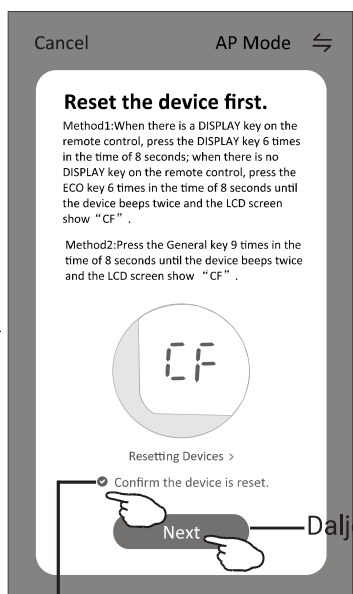 Cancel AP Mode
Reset the device first.
Method1:When there is a DISPLAY key on the
remote control, press the DISPLAY key 6 times
in the time of 8 seconds; when there is no
DISPLAY key on the remote control, press the
ECO key 6 times in the time of 8 seconds until
the device beeps twice and the LCD screen
show “CF” .
Method2:Press the General key 9 times in the
time of 8 seconds until the device beeps twice
and the LCD screen show “CF” .
CF
Resetting Devices >
Confirm the device is reset.
Next